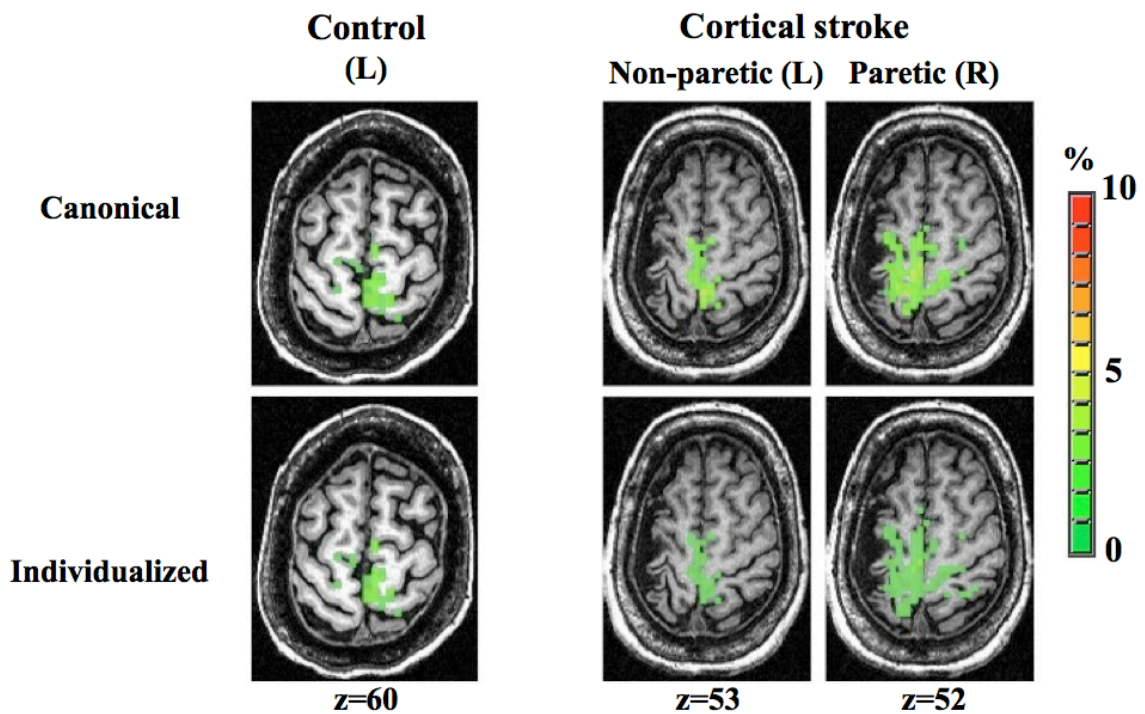 Control
(L)
Cortical stroke
Non-paretic (L) Paretic (R)
Canonical
%
10
5
0
Individualized
z=60
z=53
z=52